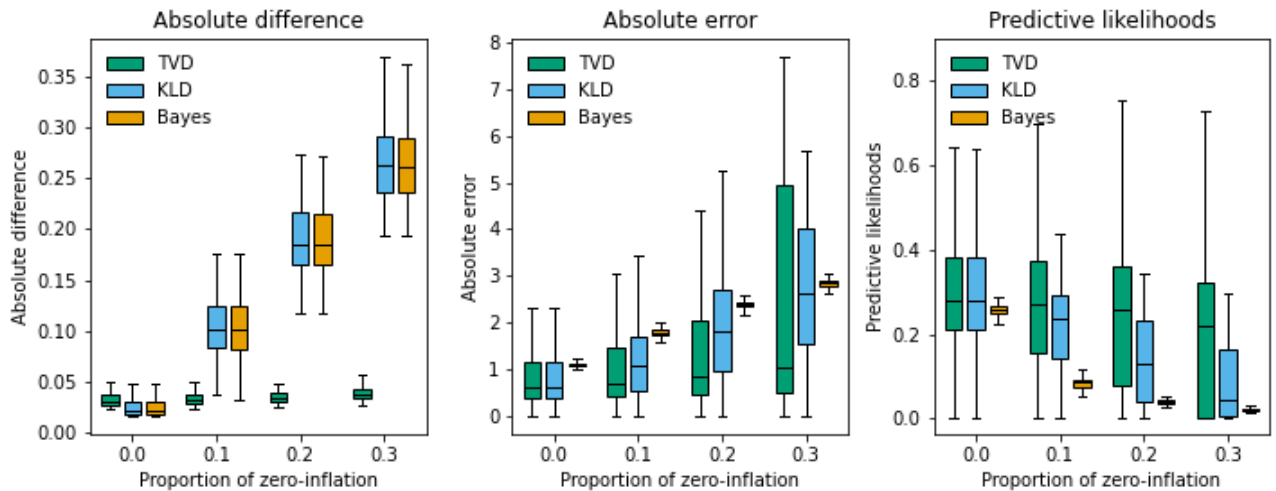 Absolute difference
Absolute difference
TVD
KLD
Bayes
0.35
0.30
0.25
0.20
0.15
0.10
0.05
0.00
0.0 0.1 0.2 0.3
Proportion of zero-inflation
Absolute error
Absolute error
TVD
KLD
Bayes
8
7
6
5
4
3
2
1
0
0.0 0.1 0.2 0.3
Proportion of zero-inflation
Predictive likelihoods
Predictive likelihoods
TVD
KLD
Bayes
0.8
0.6
0.4
0.2
0.0
0.0 0.1 0.2 0.3
Proportion of zero-inflation